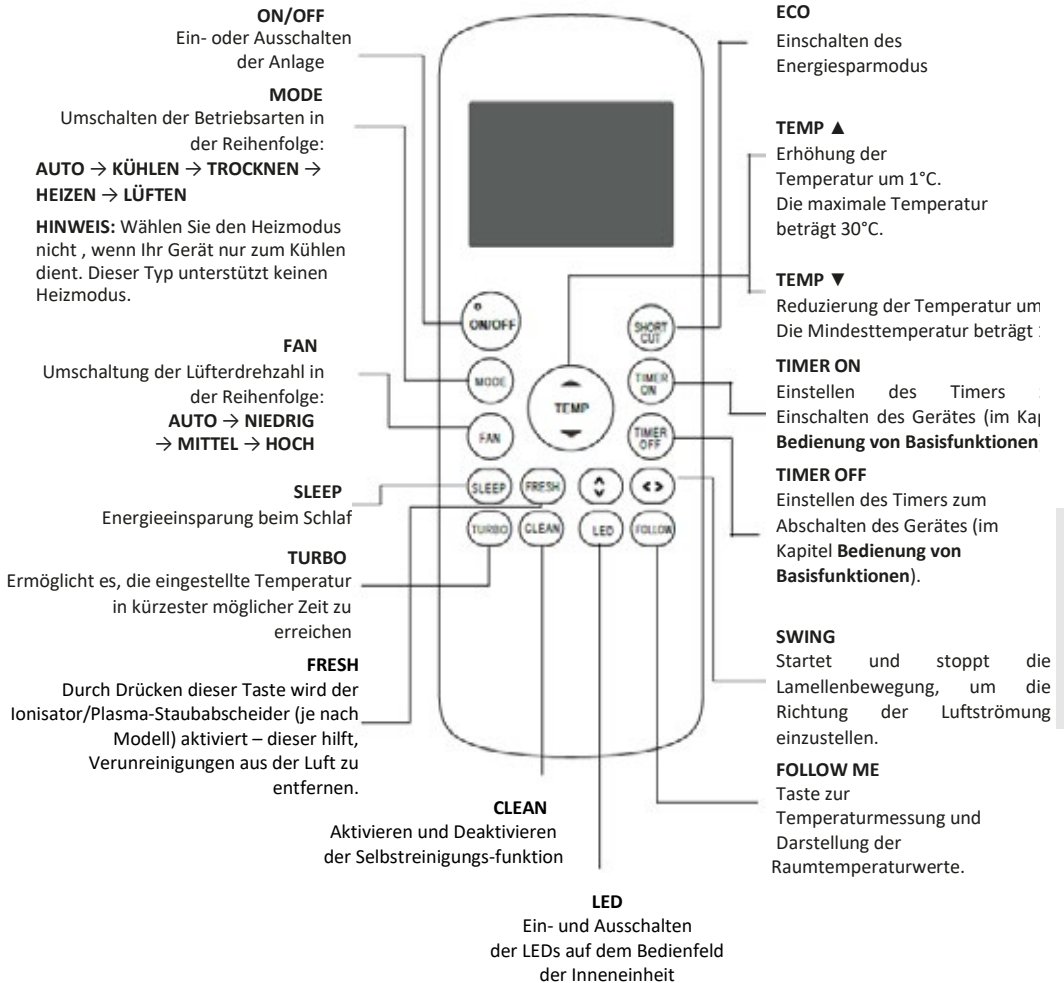 ON/OFF
Ein- oder Ausschalten
der Anlage
MODE
Umschalten der Betriebsarten in
der Reihenfolge:
AUTO → KÜHLEN → TROCKNEN →
HEIZEN → LÜFTEN
HINWEIS: Wählen Sie den Heizmodus
nicht , wenn Ihr Gerät nur zum Kühlen
dient. Dieser Typ unterstützt keinen
Heizmodus.
FAN
Umschaltung der Lüfterdrehzahl in
der Reihenfolge:
AUTO → NIEDRIG
→ MITTEL → HOCH
SLEEP
Energieeinsparung beim Schlaf
TURBO
Ermöglicht es, die eingestellte Temperatur
in kürzester möglicher Zeit zu
erreichen
FRESH
Durch Drücken dieser Taste wird der
Ionisator/Plasma-Staubabscheider (je nach
Modell) aktiviert – dieser hilft,
Verunreinigungen aus der Luft zu
entfernen.
ON/OFF
MODE
FAN
TEMP
SHORT
CUT
TIMER
ON
TIMER
OFF
SLEEP
FRESH
TURBO
CLEAN
LED
FOLLOW
CLEAN
Aktivieren und Deaktivieren
der Selbstreinigungs-funktion
LED
Ein- und Ausschalten
der LEDs auf dem Bedienfeld
der Inneneinheit
ECO
Einschalten des
Energiesparmodus
TEMP ▲
Erhöhung der
Temperatur um 1°C.
Die maximale Temperatur
beträgt 30°C.
TEMP ▼
Reduzierung der Temperatur um
Die Mindesttemperatur beträgt
TIMER ON
Einstellen des Timers
Einschalten des Gerätes (im
Bedienung von Basisfunktionen
TIMER OFF
Einstellen des Timers zum
Abschalten des Gerätes (im
Kapitel Bedienung von
Basisfunktionen).
SWING
Startet und stoppt die
Lamellenbewegung, um die
Richtung der Luftströmung
einzustellen.
FOLLOW ME
Taste zur
Temperaturmessung und
Darstellung der
Raumtemperaturwerte.